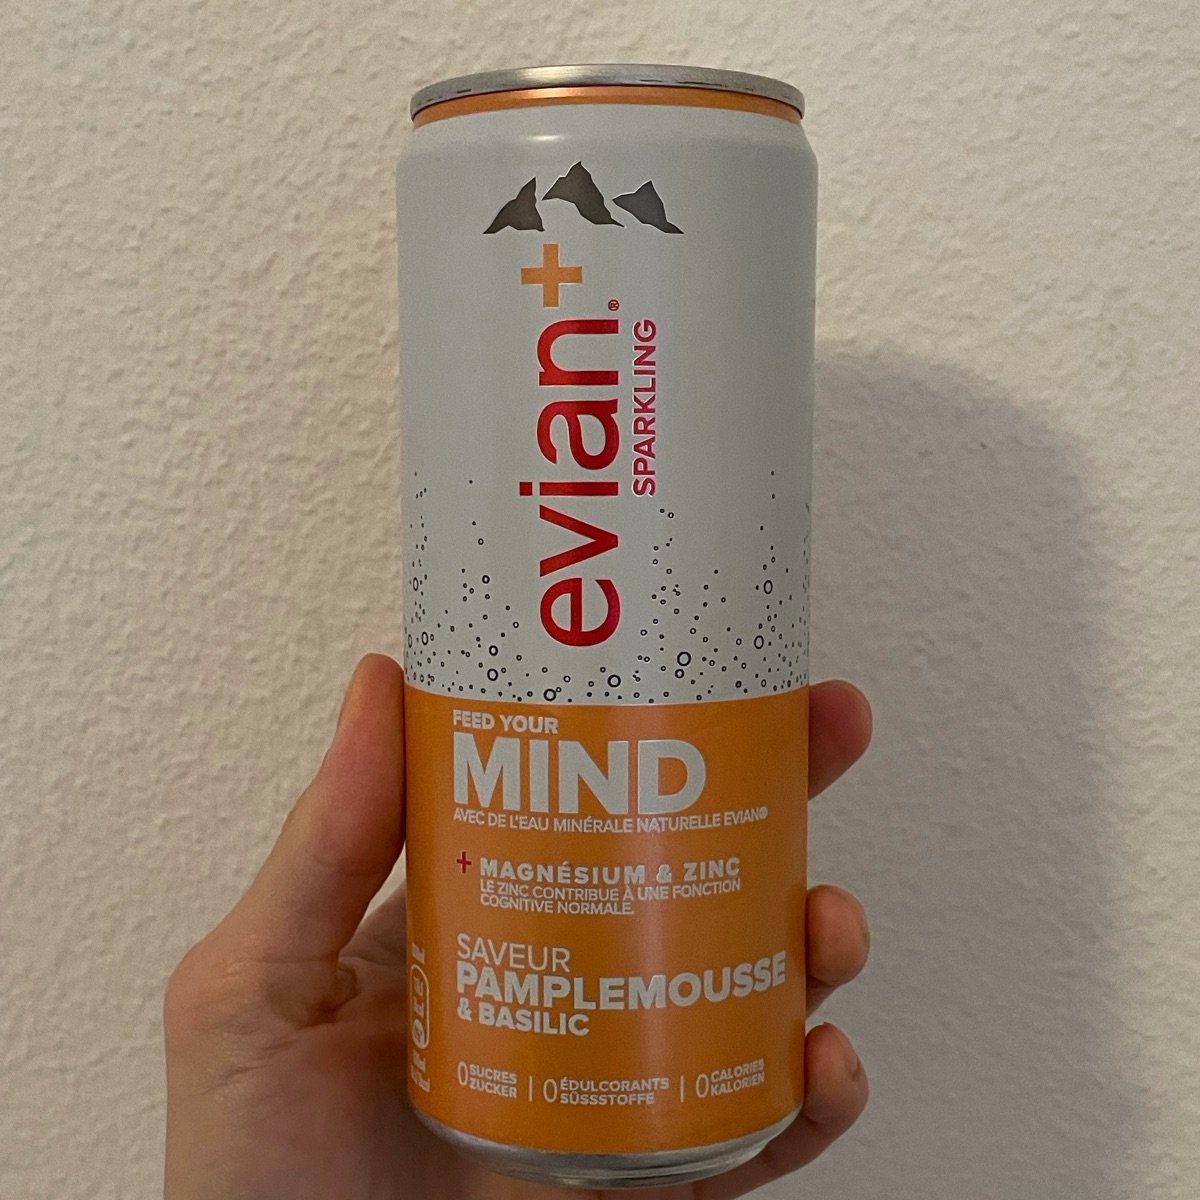 evian+®
SPARKLING
FEED YOUR
MIND
AVEC DE L'EAU MINÉRALE NATURELLE EVIAN®
+ MAGNÉSIUM & ZINC
LE ZINC CONTRIBUE À UNE FONCTION
COGNITIVE NORMALE.
SAVEUR
PAMPLEMOUSSE
& BASILIC
0 SUCRES ZUCKER | 0 ÉDULCORANTS SÜSSSTOFFE | 0 CALORIES KALORIEN